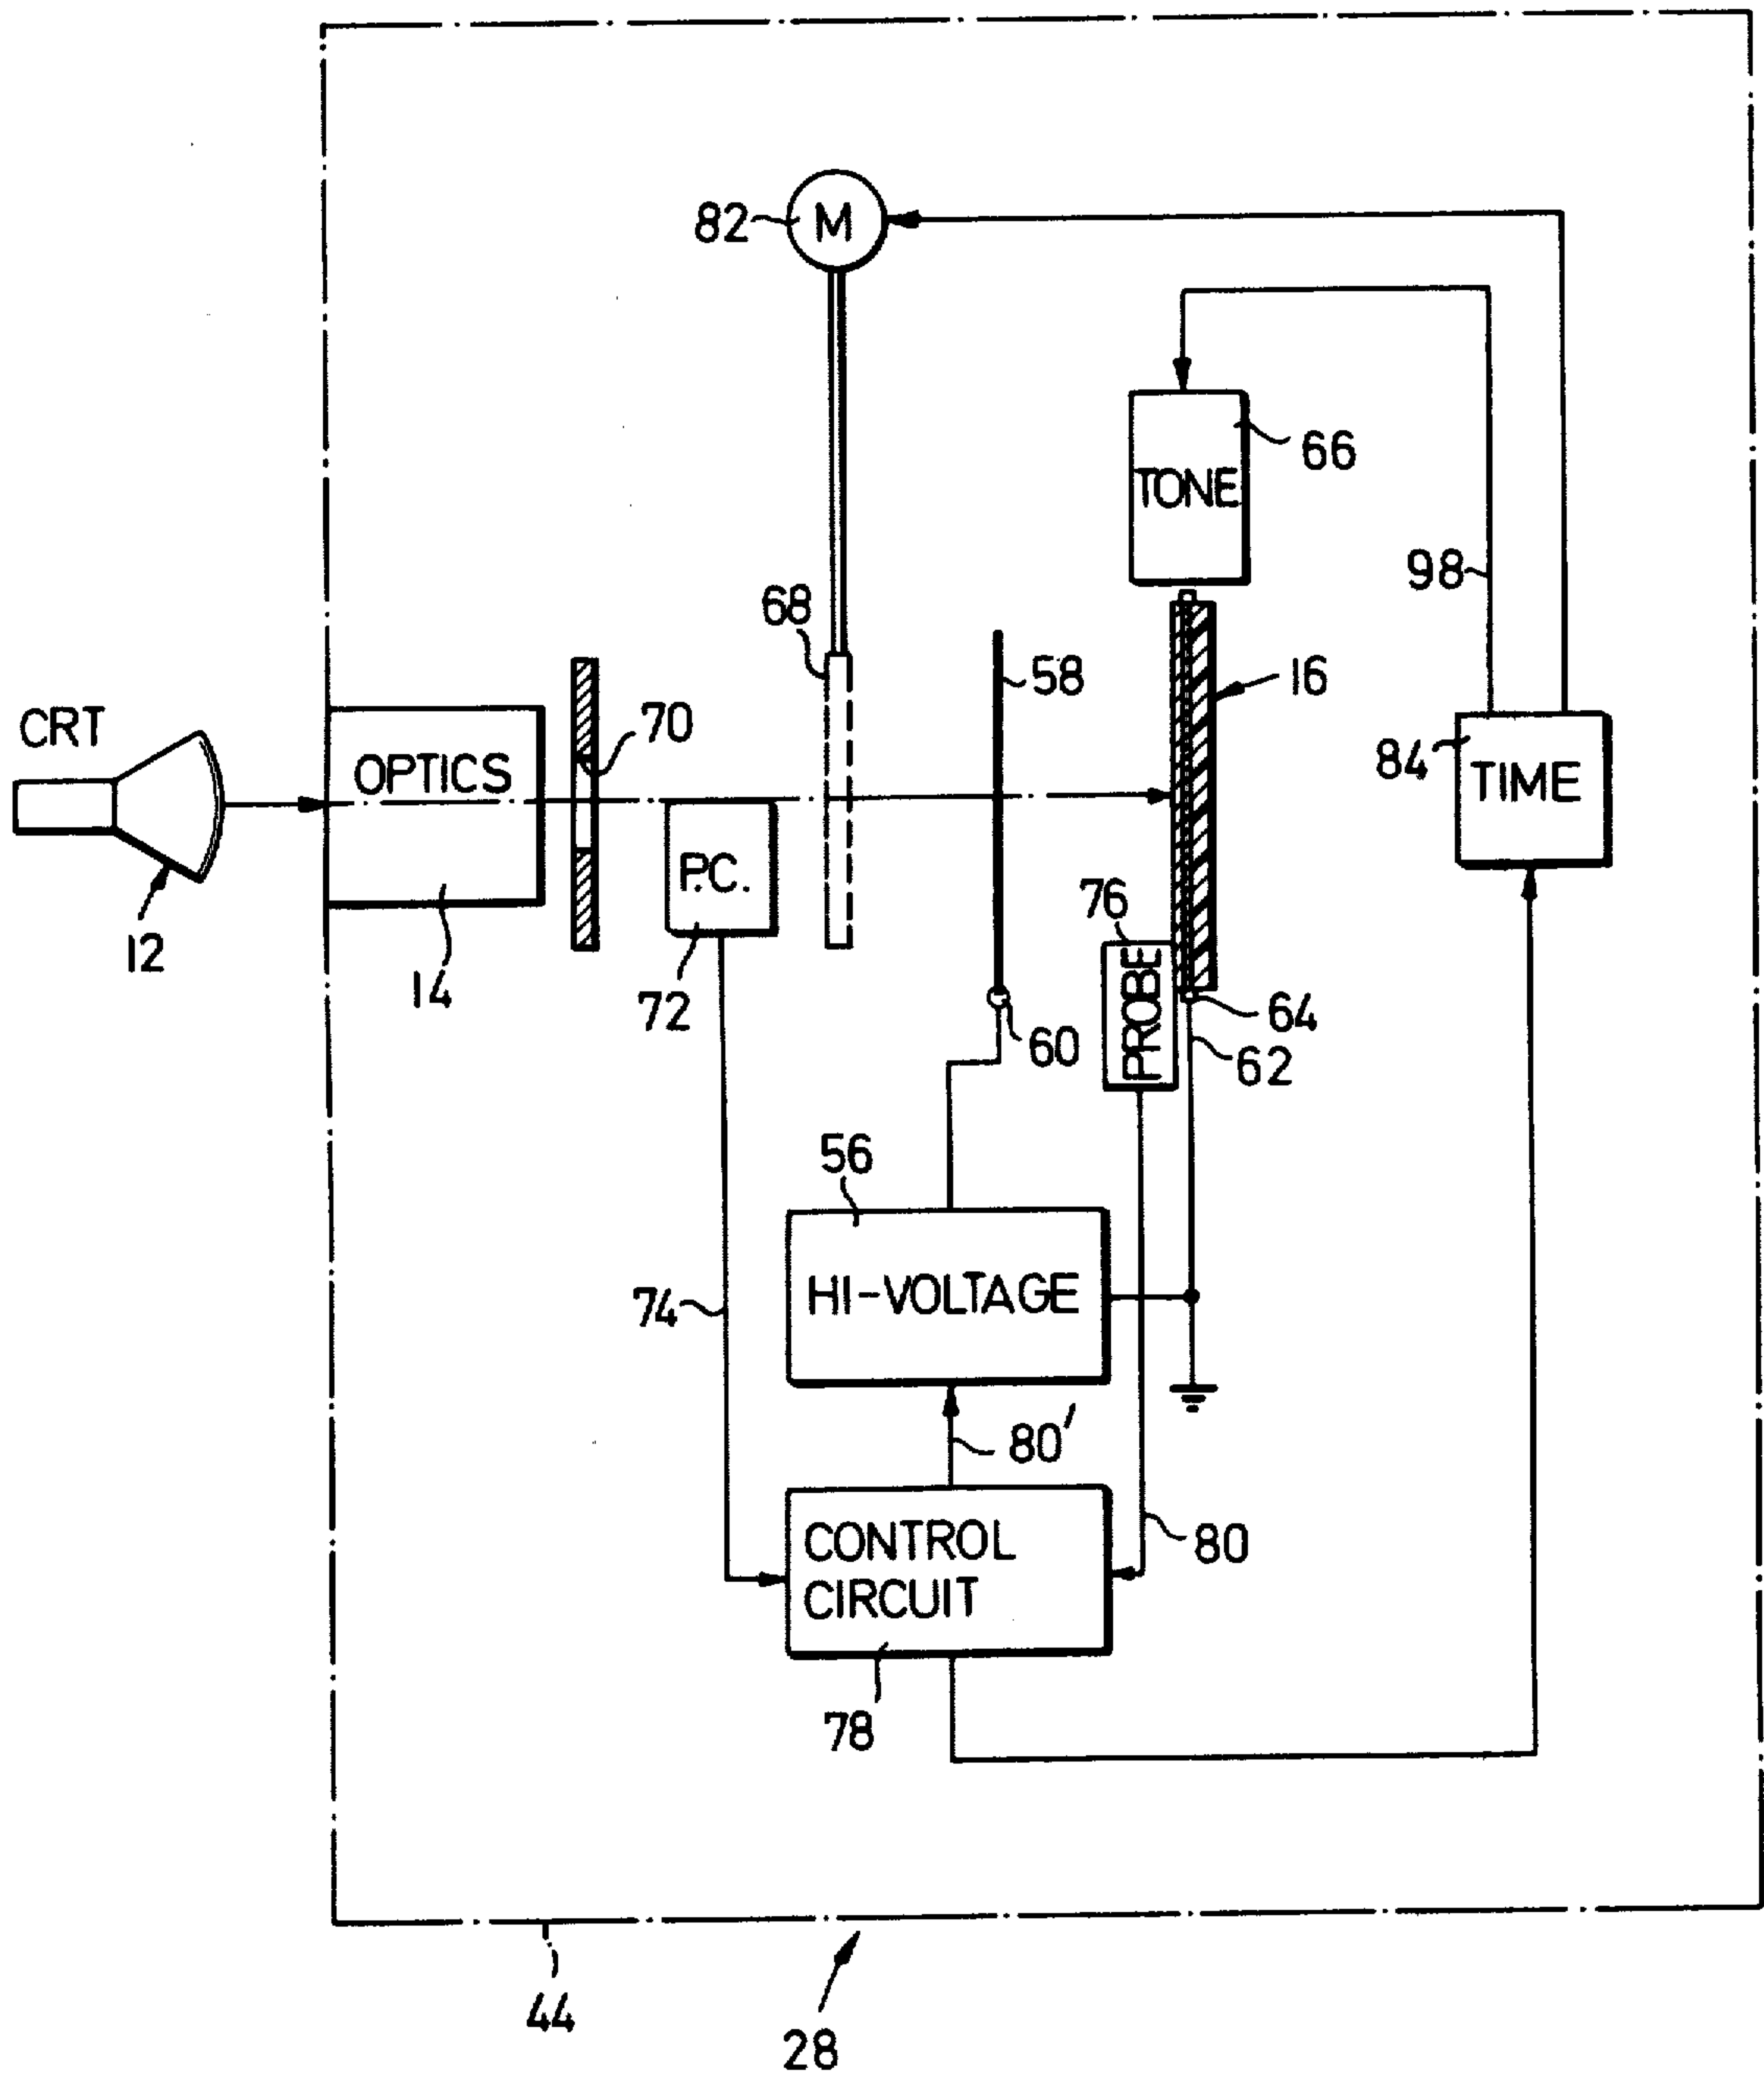 82
M
66
TONE
98
68
58
16
CRT
70
OPTICS
84
TIME
P.C.
76
12
14
72
PROBE
64
60
62
56
74
HI-VOLTAGE
80'
80
CONTROL
CIRCUIT
78
44
28